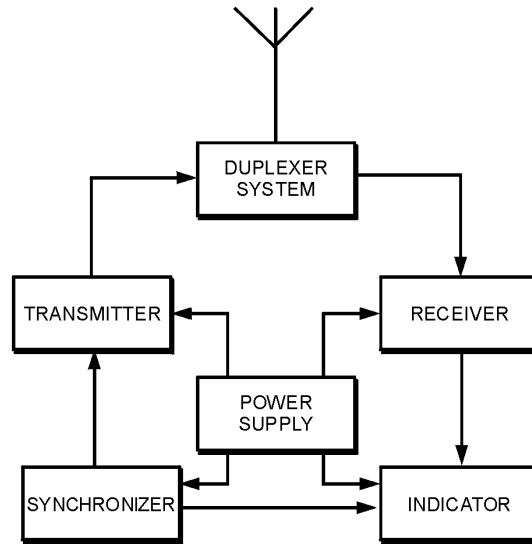 DUPLEXER
SYSTEM
TRANSMITTER
RECEIVER
POWER
SUPPLY
SYNCHRONIZER
INDICATOR